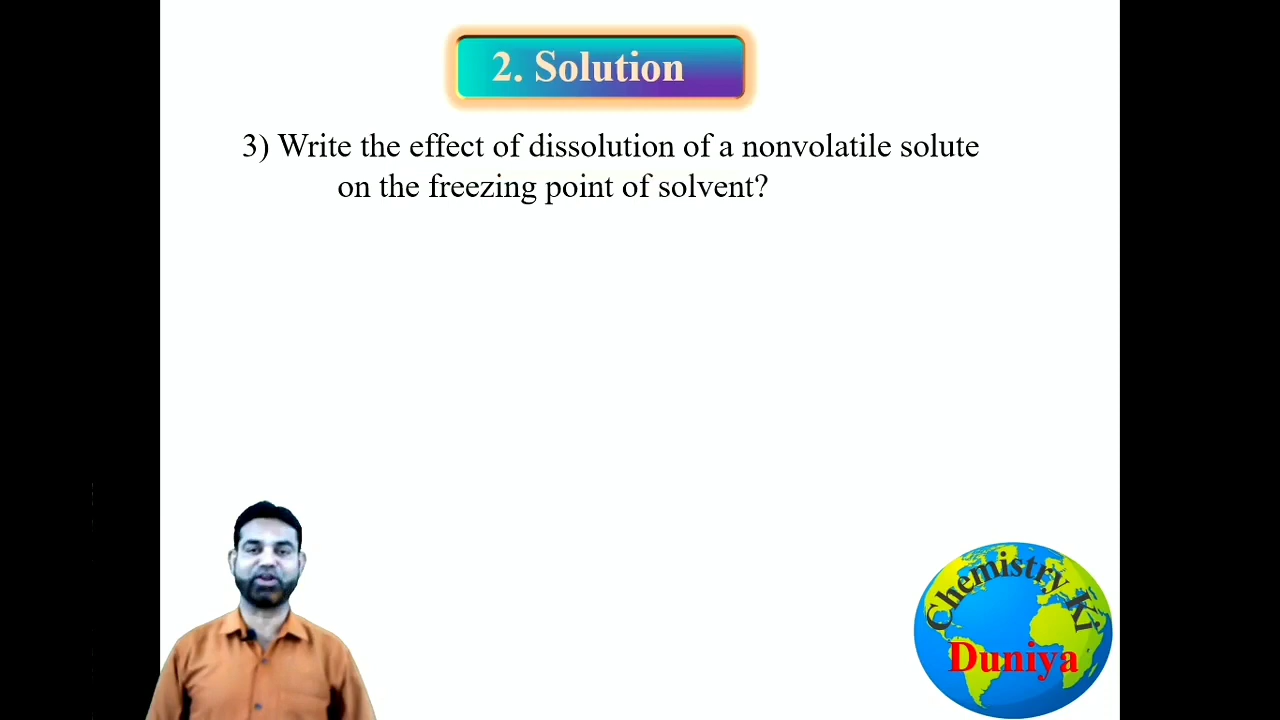 2. Solution
3) Write the effect of dissolution of a nonvolatile solute
on the freezing point of solvent?
Chemistry Ki
Duniya